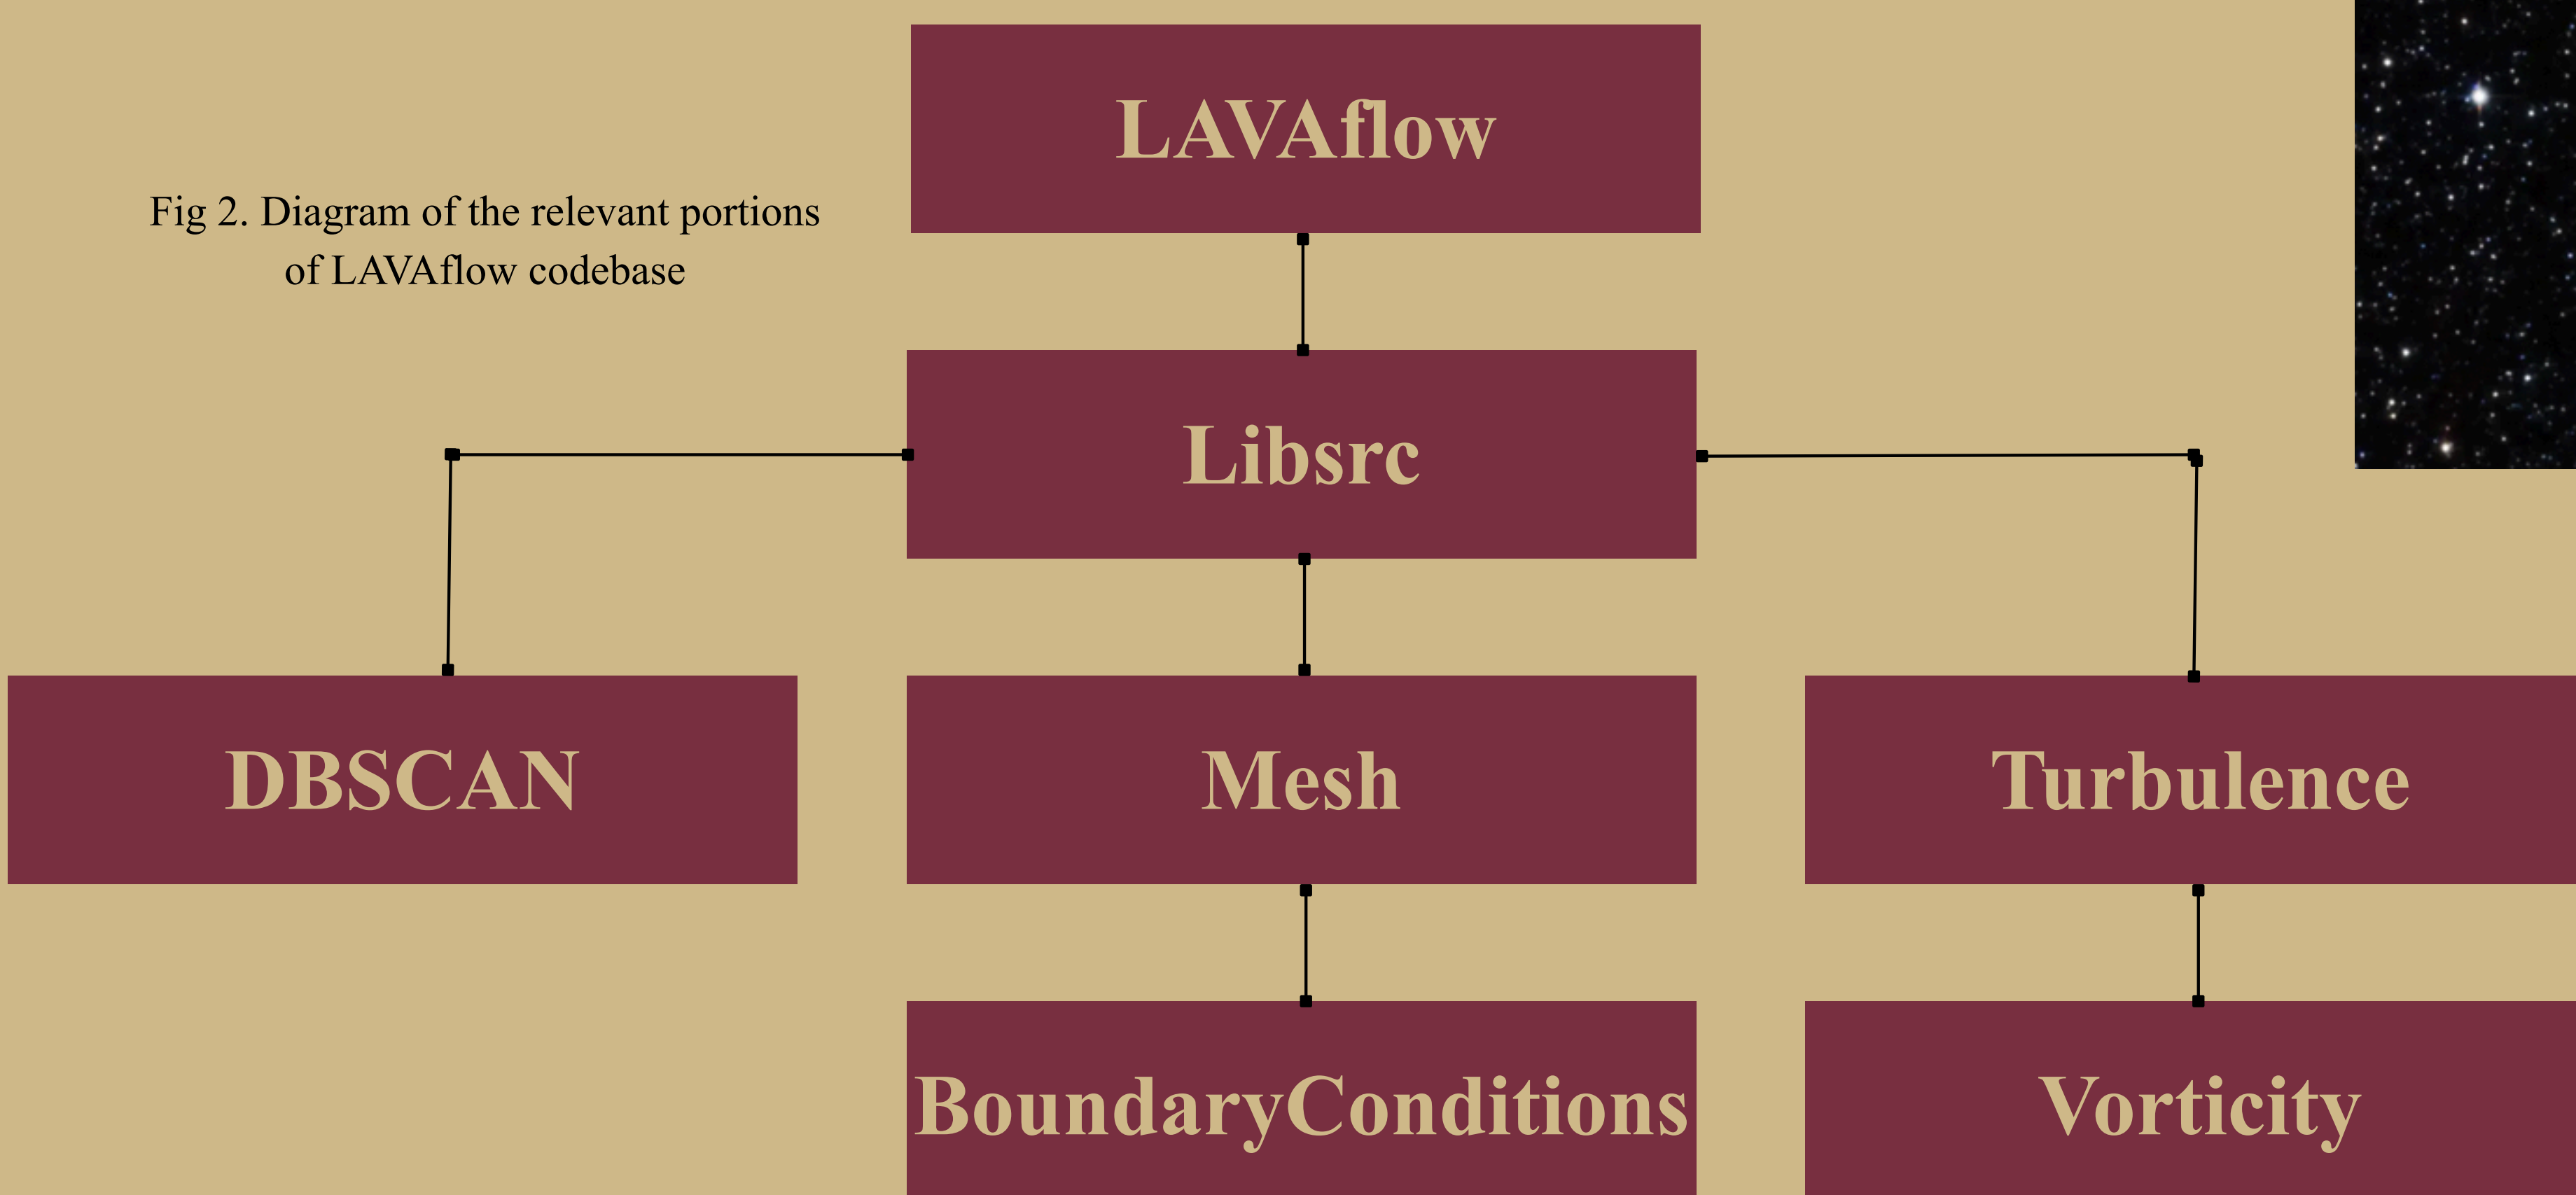 LAVAflow
Fig 2. Diagram of the relevant portions
of LAVAflow codebase
Libsrc
DBSCAN
Mesh
Turbulence
BoundaryConditions
Vorticity